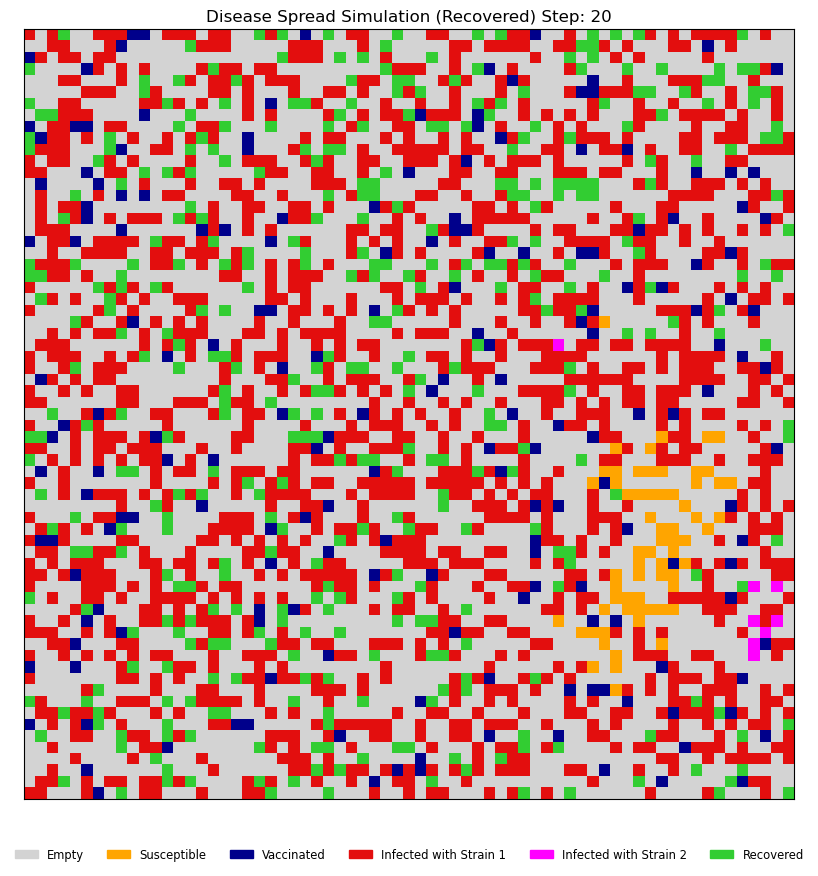 Disease Spread Simulation (Recovered) Step: 20
Empty Susceptible Vaccinated Infected with Strain 1 Infected with Strain 2 Recovered